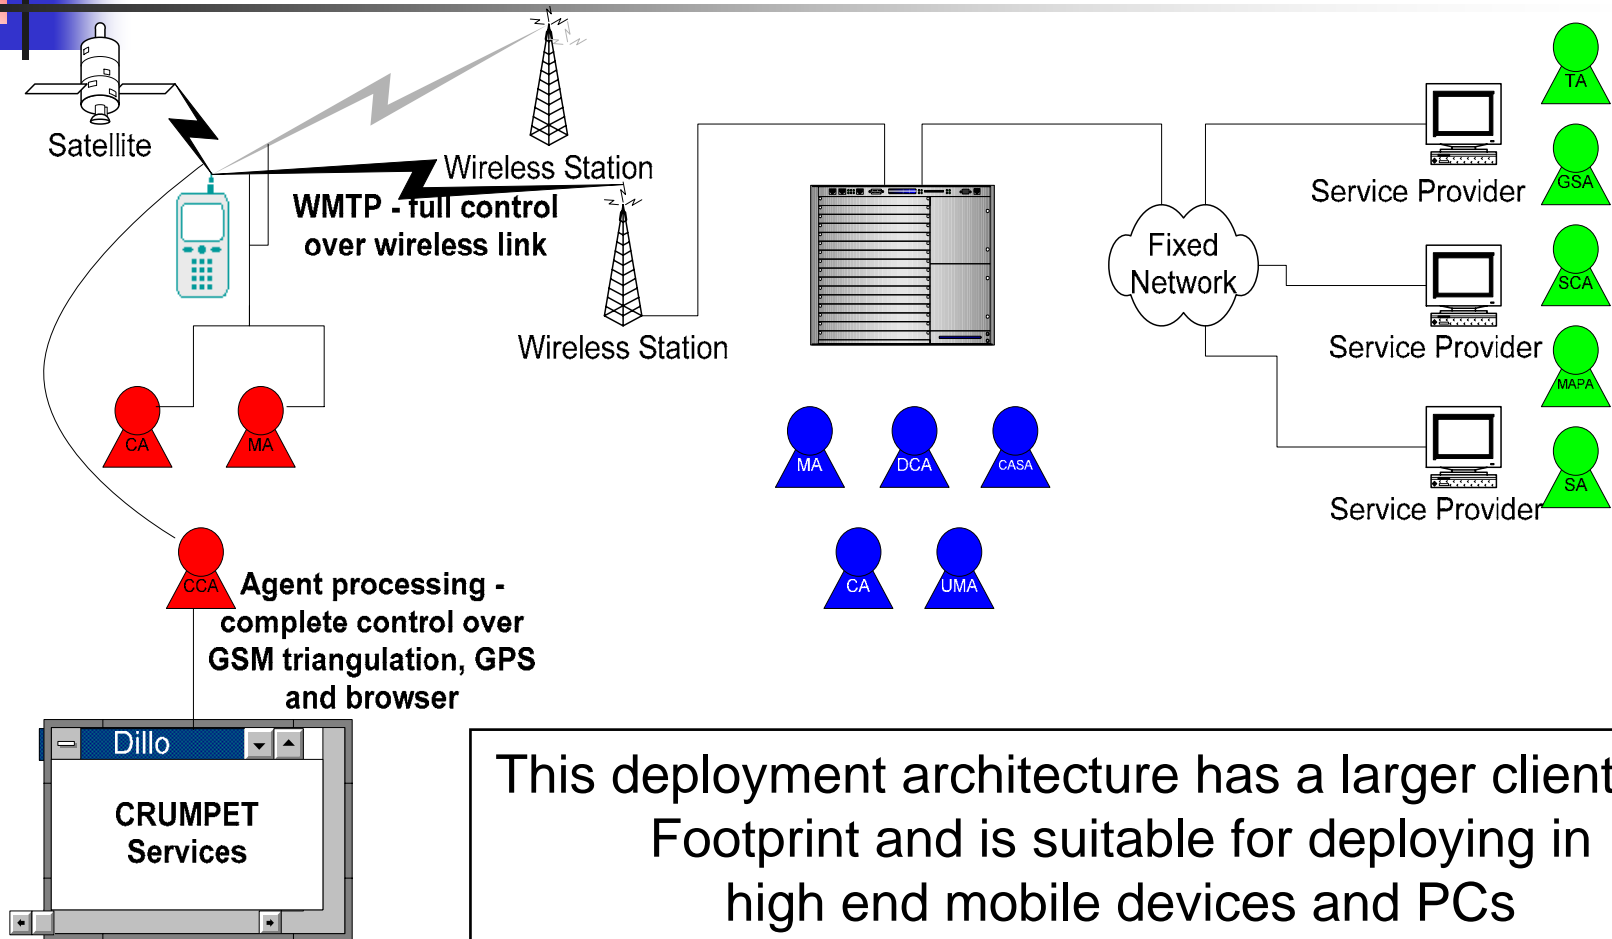 Satellite
Wireless Station
WMTP - full control
over wireless link
Wireless Station
Fixed
Network
Service Provider
Service Provider
Service Provider
TA
GSA
SCA
MAPA
SA
CA
MA
MA
DCA
CASA
CA
UMA
CCA
Agent processing -
complete control over
GSM triangulation, GPS
and browser
Dillo
CRUMPET
Services
This deployment architecture has a larger client
Footprint and is suitable for deploying in
high end mobile devices and PCs